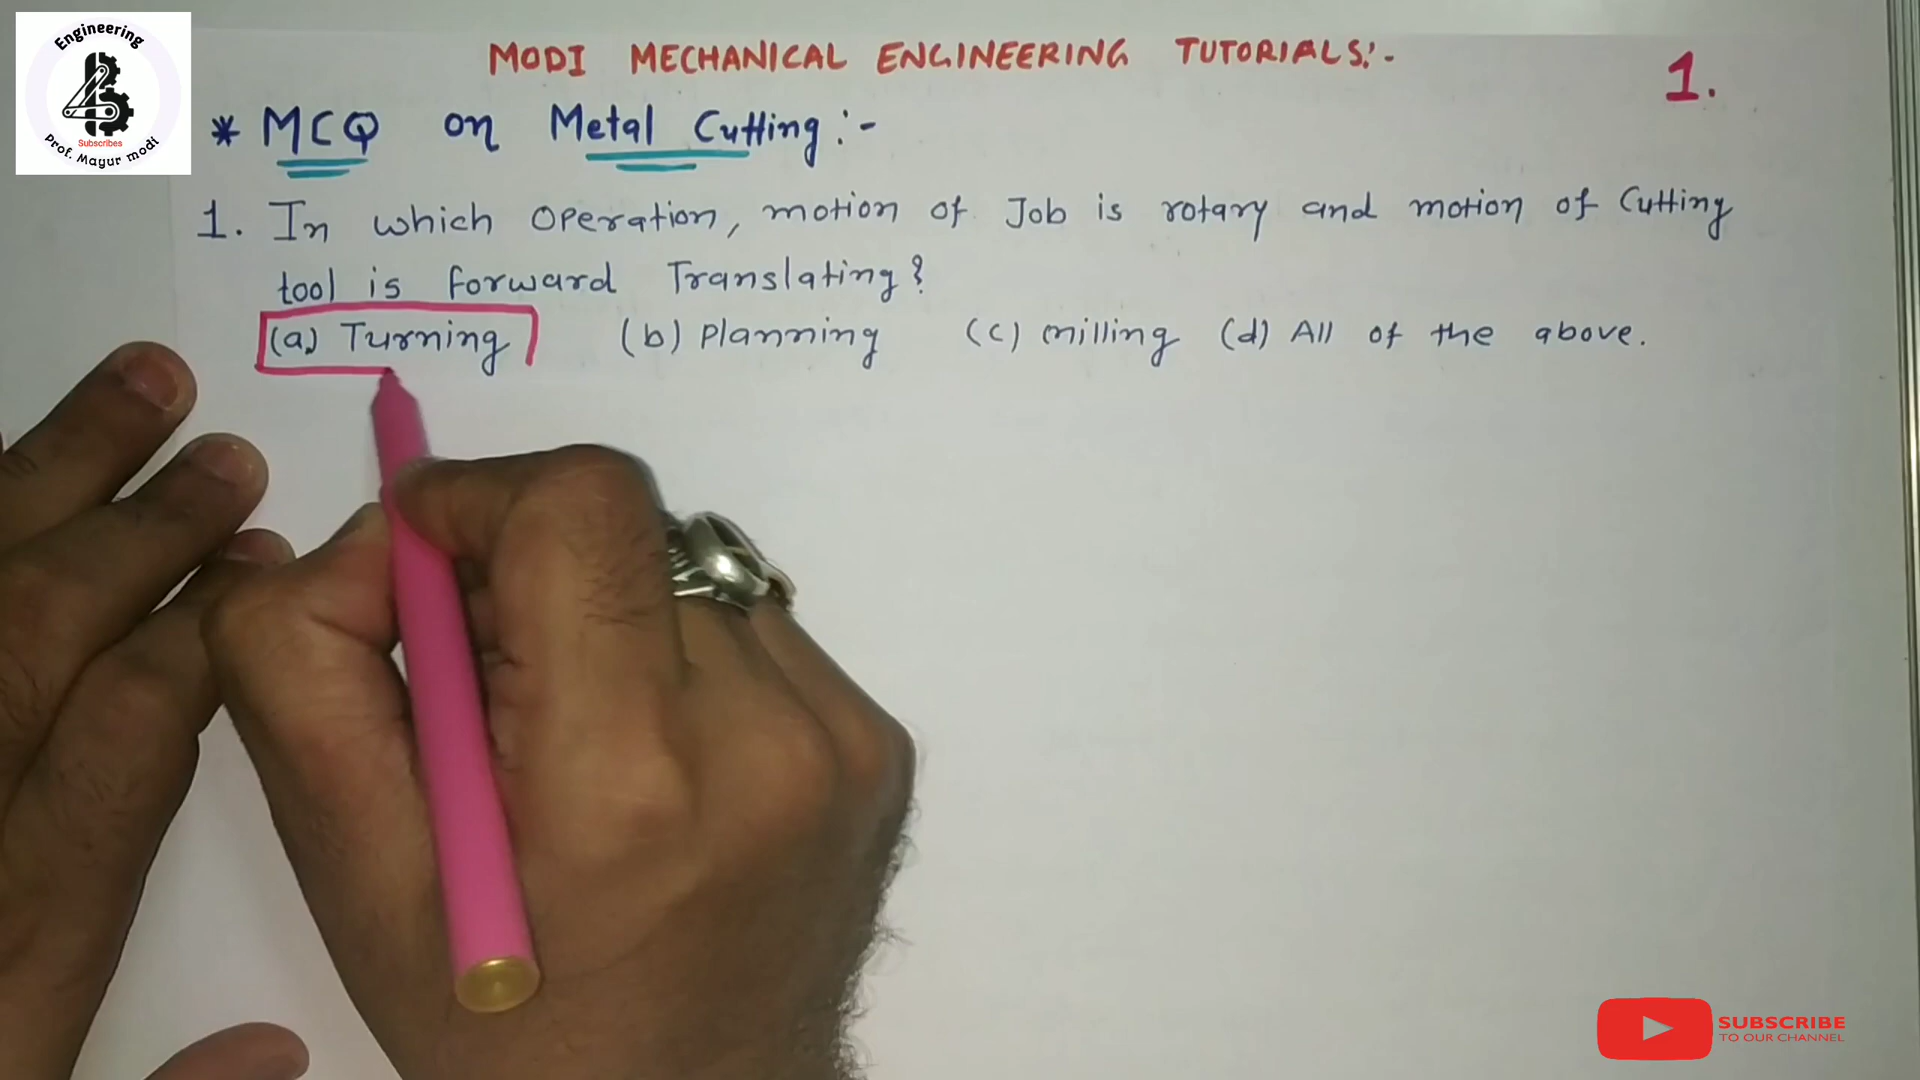 Engineering
Subscribes
Prof. Mayur modi
MODI MECHANICAL ENGINEERING TUTORIALS:-
1.
* MCQ on Metal Cutting :-
1. In which operation, motion of Job is rotary and motion of Cutting
tool is forward Translating?
(a) Turning (b) Planning (c) milling (d) All of the above.
SUBSCRIBE
TO OUR CHANNEL